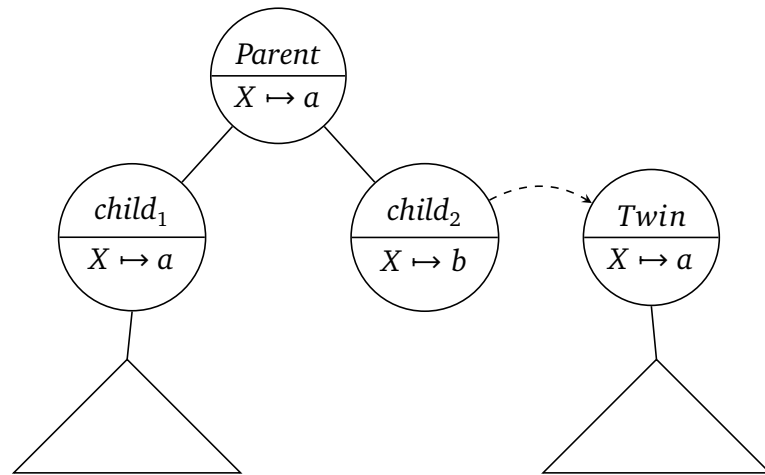 Parent
X ↦ a
child₁
X ↦ a
child₂
X ↦ b
Twin
X ↦ a